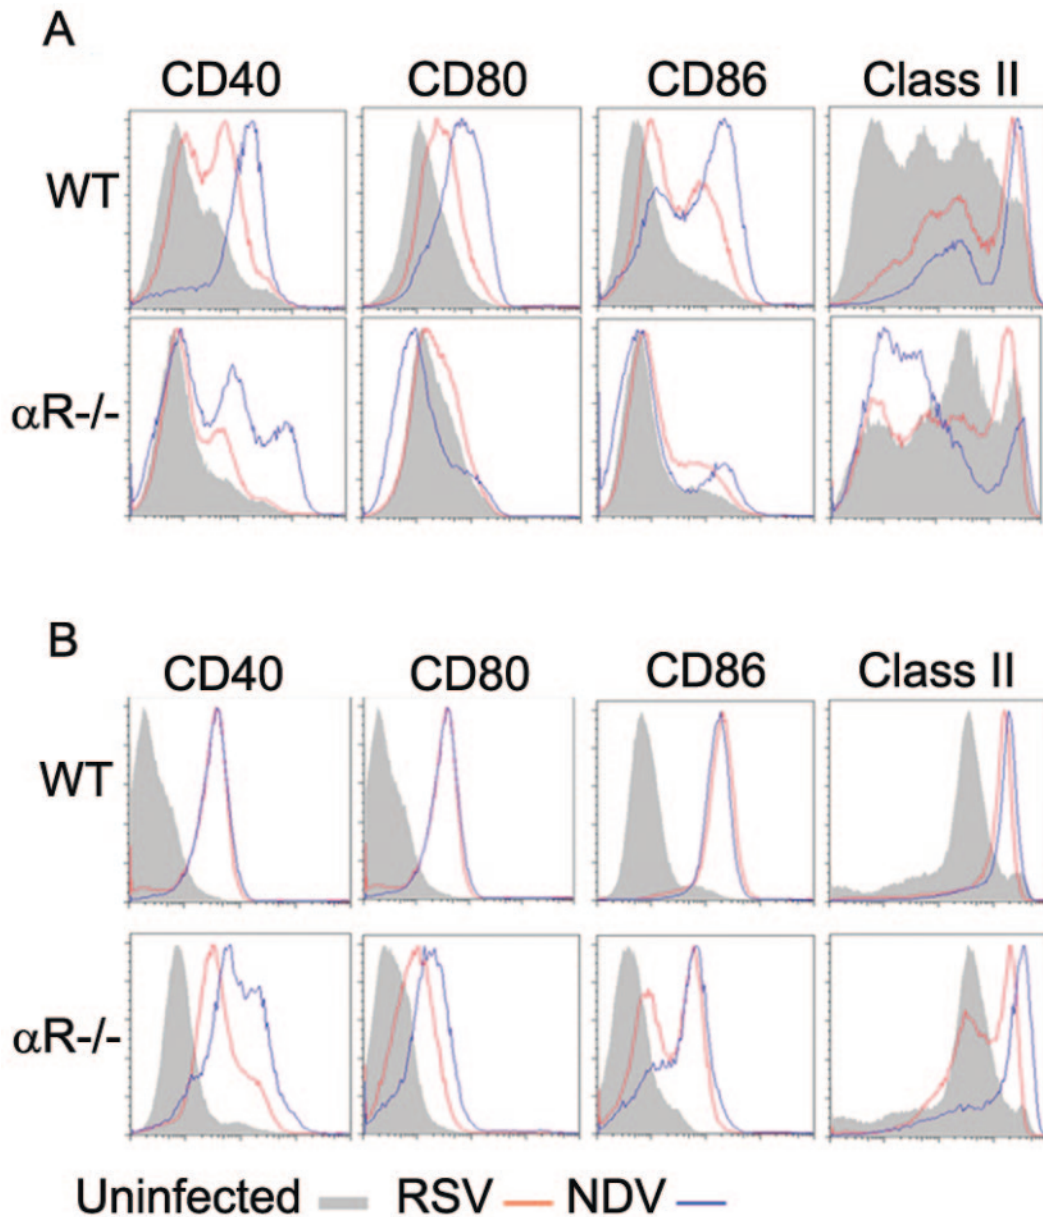 A
CD40 CD80 CD86 Class II
WT
αR-/-
B
CD40 CD80 CD86 Class II
WT
αR-/-
Uninfected RSV NDV